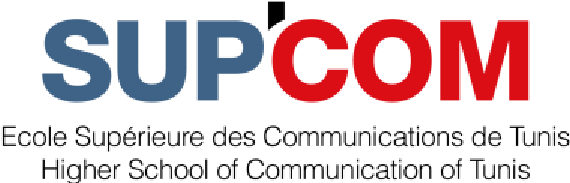 SUP'COM
Ecole Supérieure des Communications de Tunis
Higher School of Communication of Tunis